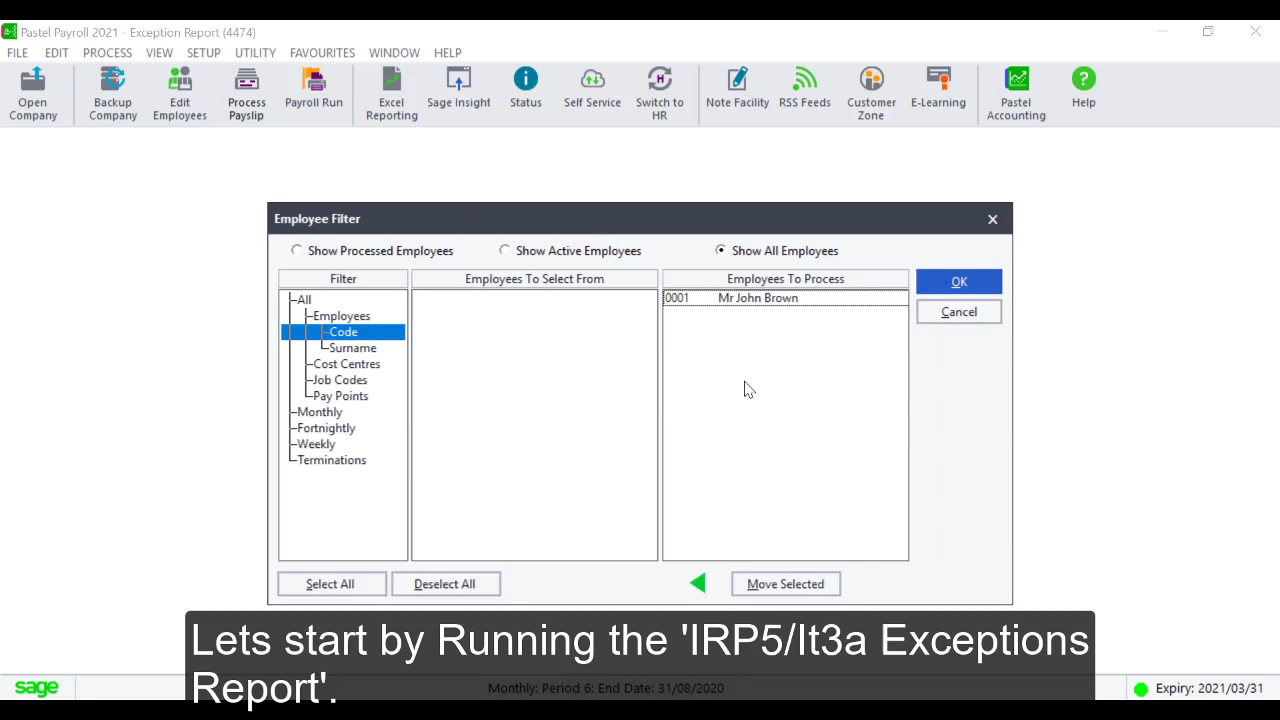 Pastel Payroll 2021 - Exception Report (4474)
FILE EDIT PROCESS VIEW SETUP UTILITY FAVOURITES WINDOW HELP
Open Company
Backup Company
Edit Employees
Process Payslip
Payroll Run
Excel Reporting
Sage Insight
Status
Self Service
Switch to HR
Note Facility
RSS Feeds
Customer Zone
E-Learning
Pastel Accounting
Help
Employee Filter
Show Processed Employees Show Active Employees Show All Employees
Filter Employees To Select From Employees To Process
OK
Cancel
All
Employees
Code
Surname
Cost Centres
Job Codes
Pay Points
Monthly
Fortnightly
Weekly
Terminations
0001 Mr John Brown
Select All Deselect All Move Selected
Lets start by Running the 'IRP5/It3a Exceptions
Report'.
sage
Monthly: Period 6: End Date: 31/08/2020
Expiry: 2021/03/31